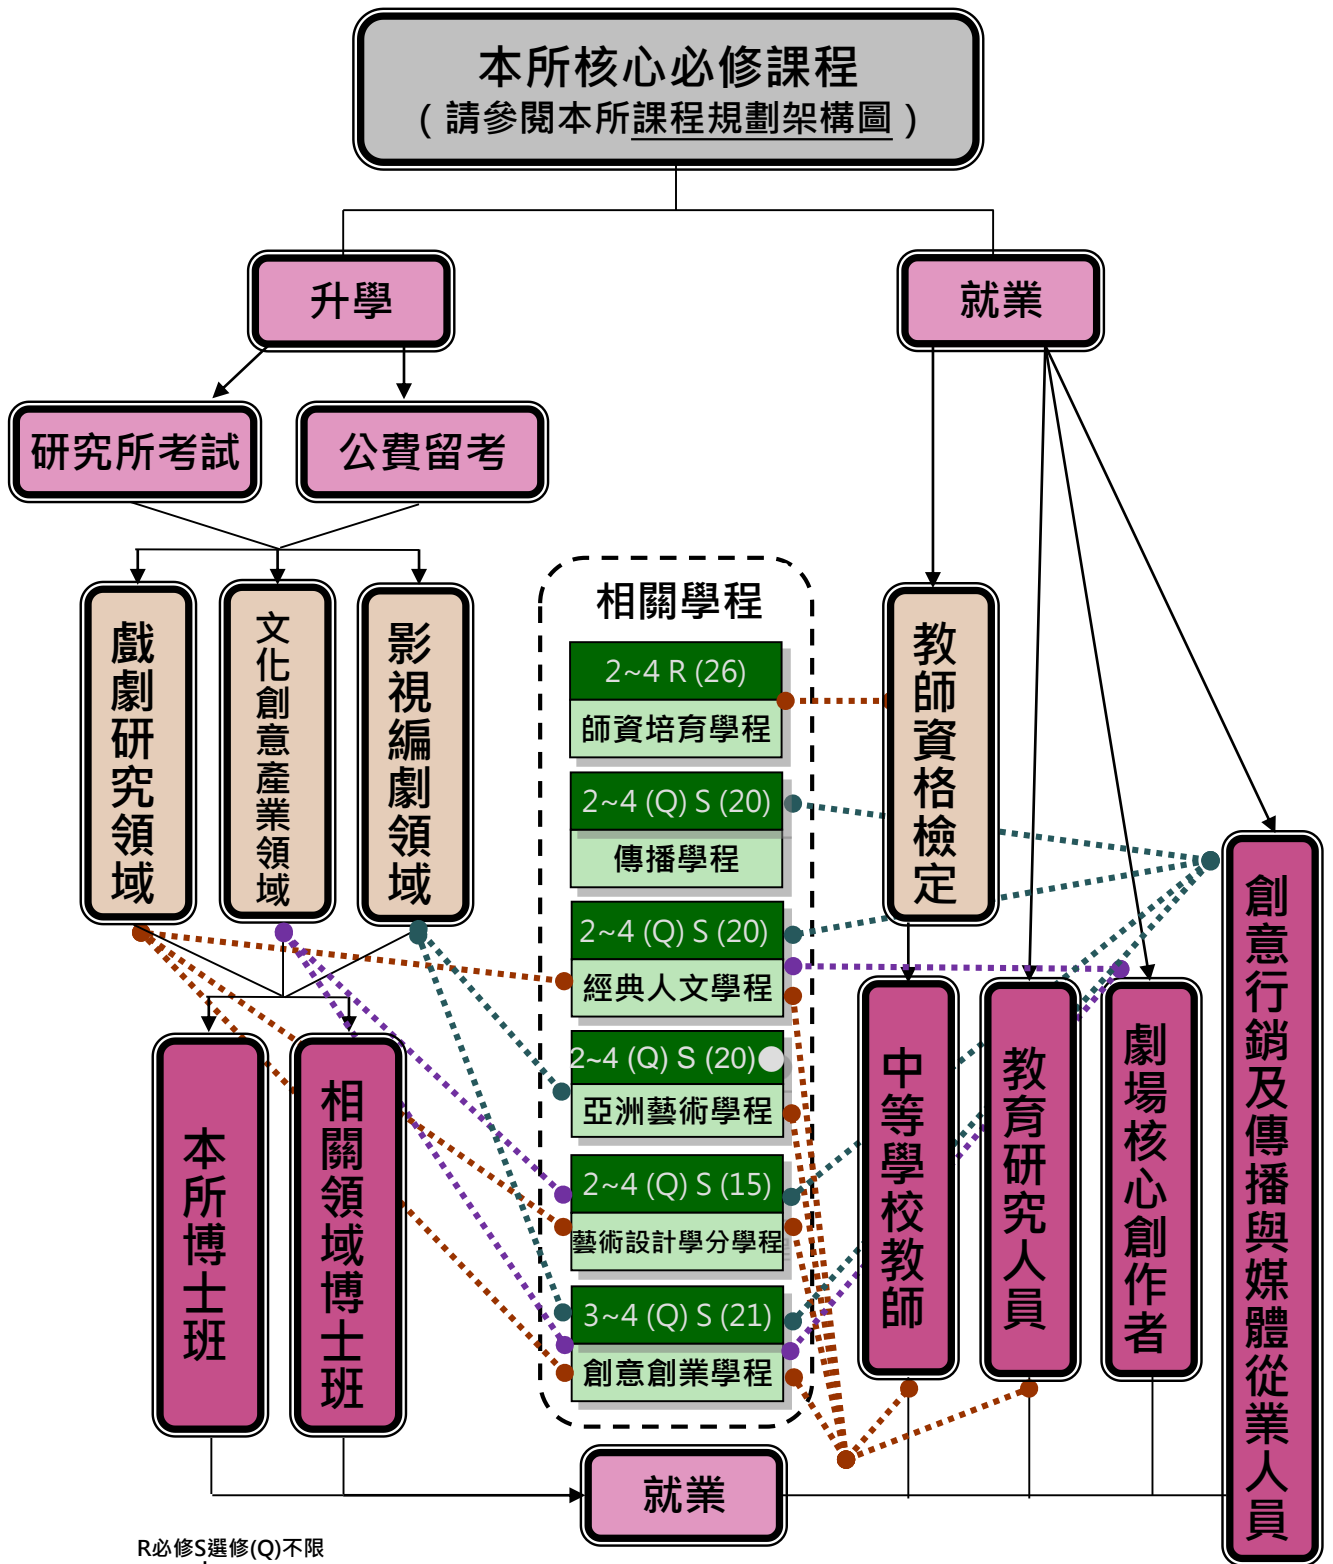 本所核心必修課程
（請參閱本所課程規劃架構圖）
升學
就業
研究所考試
公費留考
戲劇研究領域
文化創意產業領域
影視編劇領域
相關學程
2~4 R (26)
師資培育學程
2~4 (Q) S (20)
傳播學程
2~4 (Q) S (20)
經典人文學程
2~4 (Q) S (20)
亞洲藝術學程
2~4 (Q) S (15)
藝術設計學分學程
3~4 (Q) S (21)
創意創業學程
教師資格檢定
本所博士班
相關領域博士班
中等學校教師
教育研究人員
劇場核心創作者
創意行銷及傳播與媒體從業人員
就業
R必修S選修(Q)不限